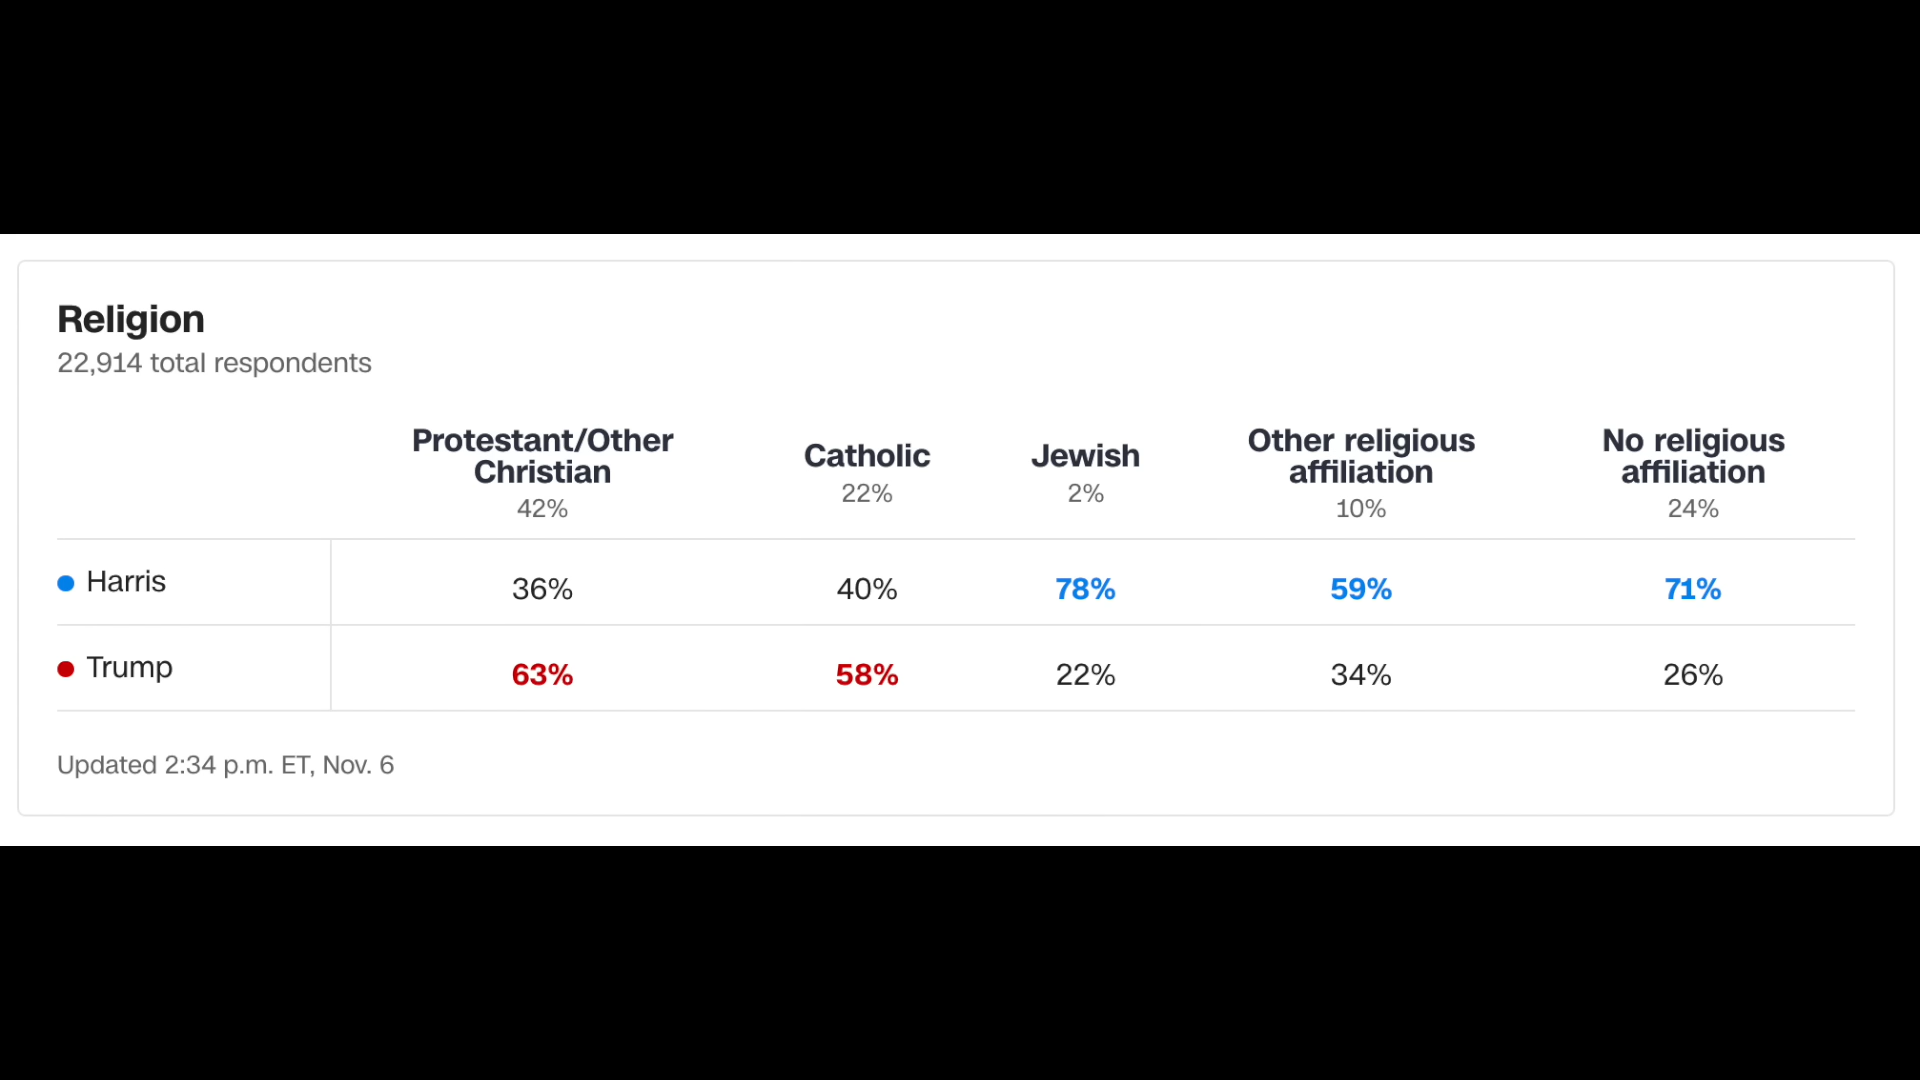 Religion
22,914 total respondents
Protestant/Other
Christian
42%
Catholic
22%
Jewish
2%
Other religious
affiliation
10%
No religious
affiliation
24%
Harris 36% 40% 78% 59% 71%
Trump 63% 58% 22% 34% 26%
Updated 2:34 p.m. ET, Nov. 6